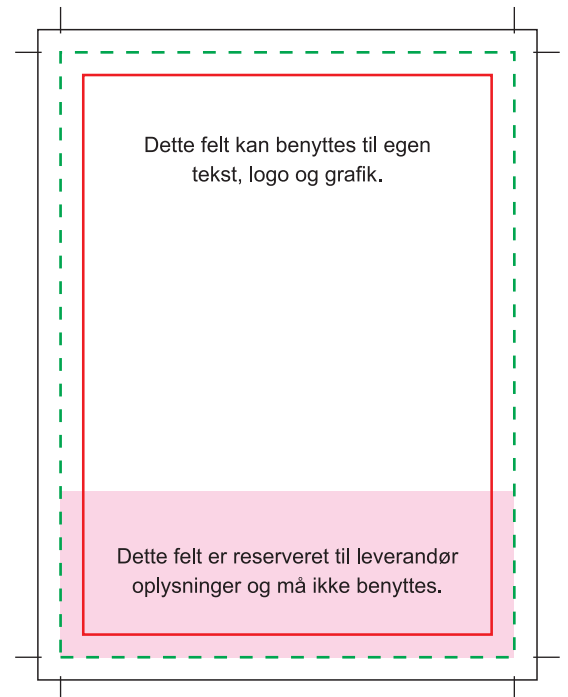 Dette felt kan benyttes til egen
tekst, logo og grafik.
Dette felt er reserveret til leverandør
oplysninger og må ikke benyttes.